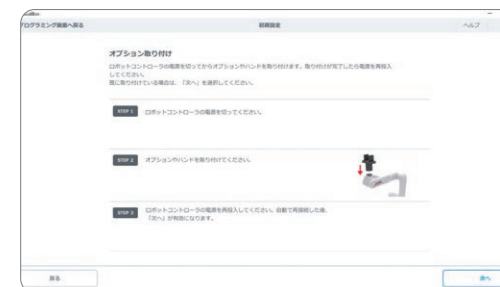 プログラミング画面へ戻る
初期設定
ヘルプ
オプション取り付け
ロボットコントローラの電源を切ってからオプションやハンドを取り付けます。取り付けが完了したら電源を再投入
してください。
既に取り付けている場合は、「次へ」を選択してください。
STEP 1 ロボットコントローラの電源を切ってください。
STEP 2 オプションやハンドを取り付けてください。
STEP 3 ロボットコントローラの電源を再投入してください。自動で再接続した後、
「次へ」が有効になります。
戻る
次へ